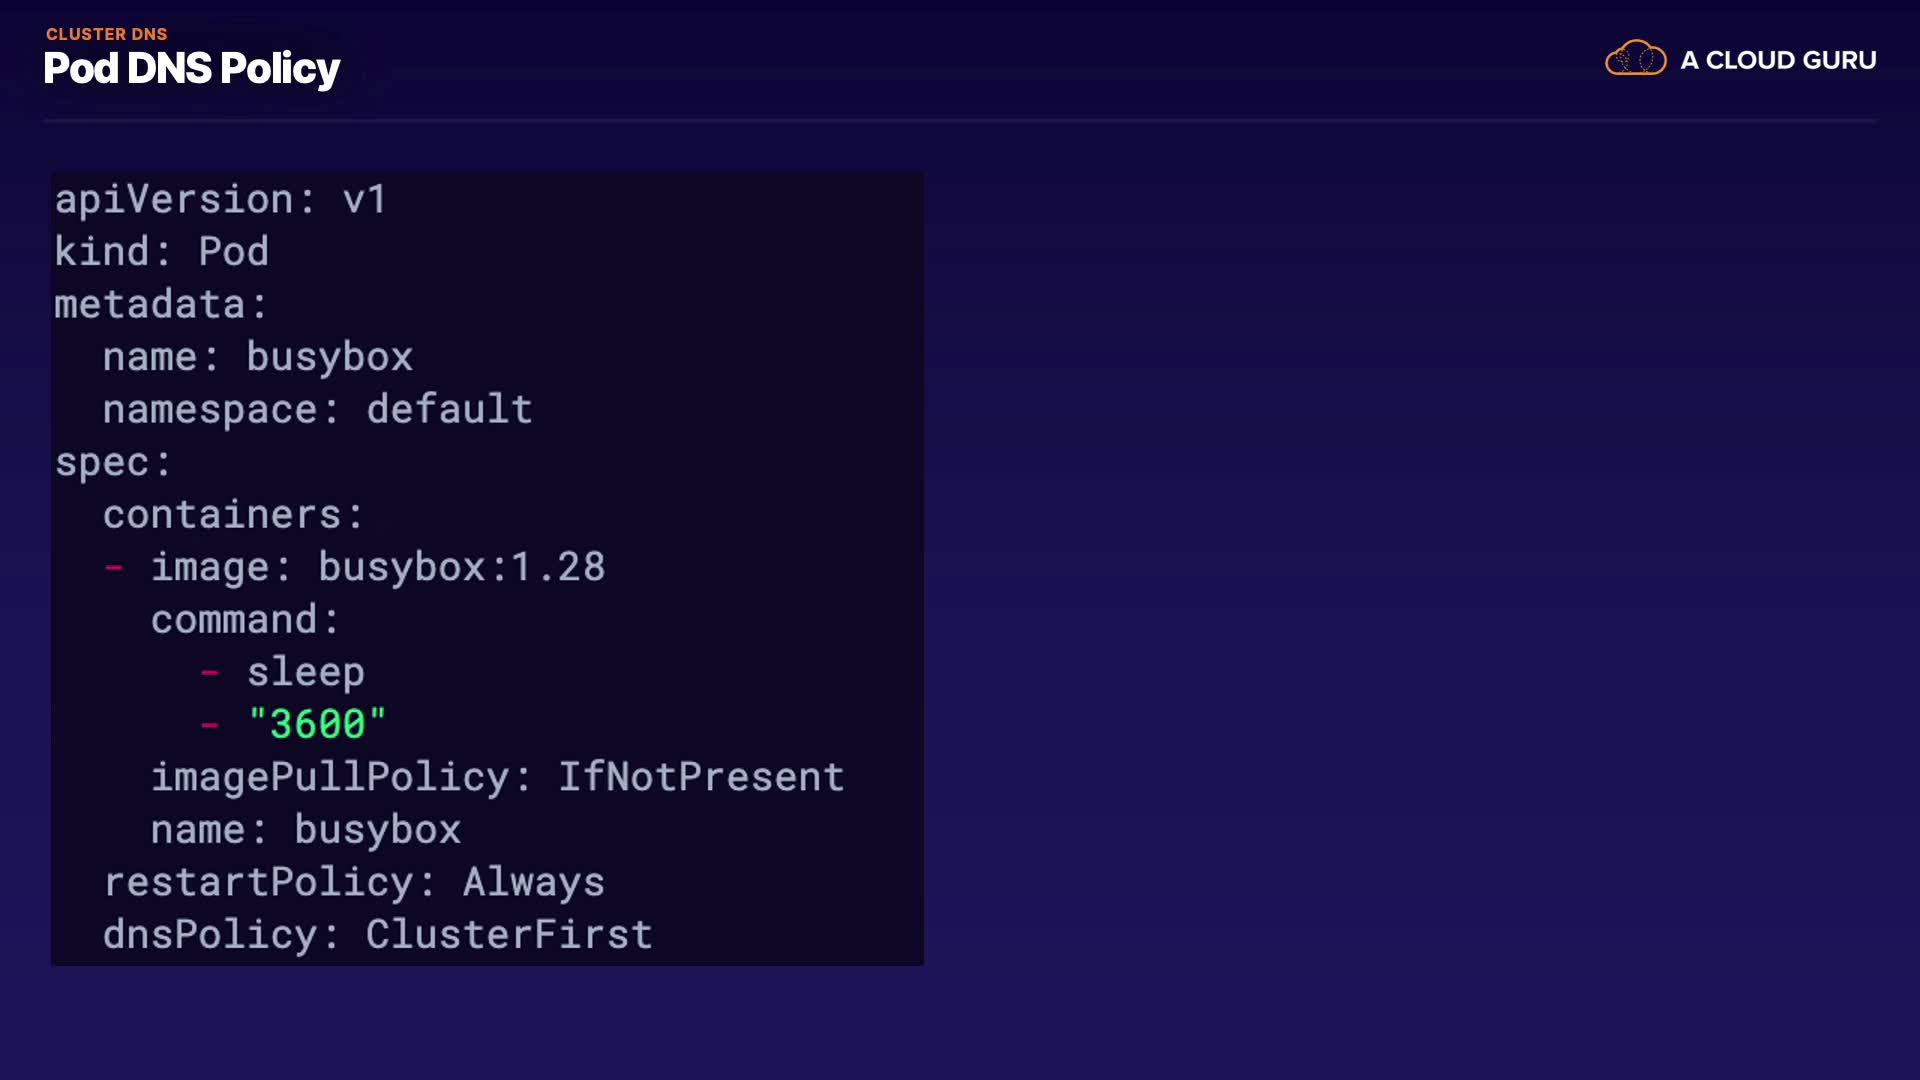 CLUSTER DNS
Pod DNS Policy
A CLOUD GURU
apiVersion: v1
kind: Pod
metadata:
  name: busybox
  namespace: default
spec:
  containers:
  - image: busybox:1.28
    command:
      - sleep
      - "3600"
    imagePullPolicy: IfNotPresent
    name: busybox
  restartPolicy: Always
  dnsPolicy: ClusterFirst